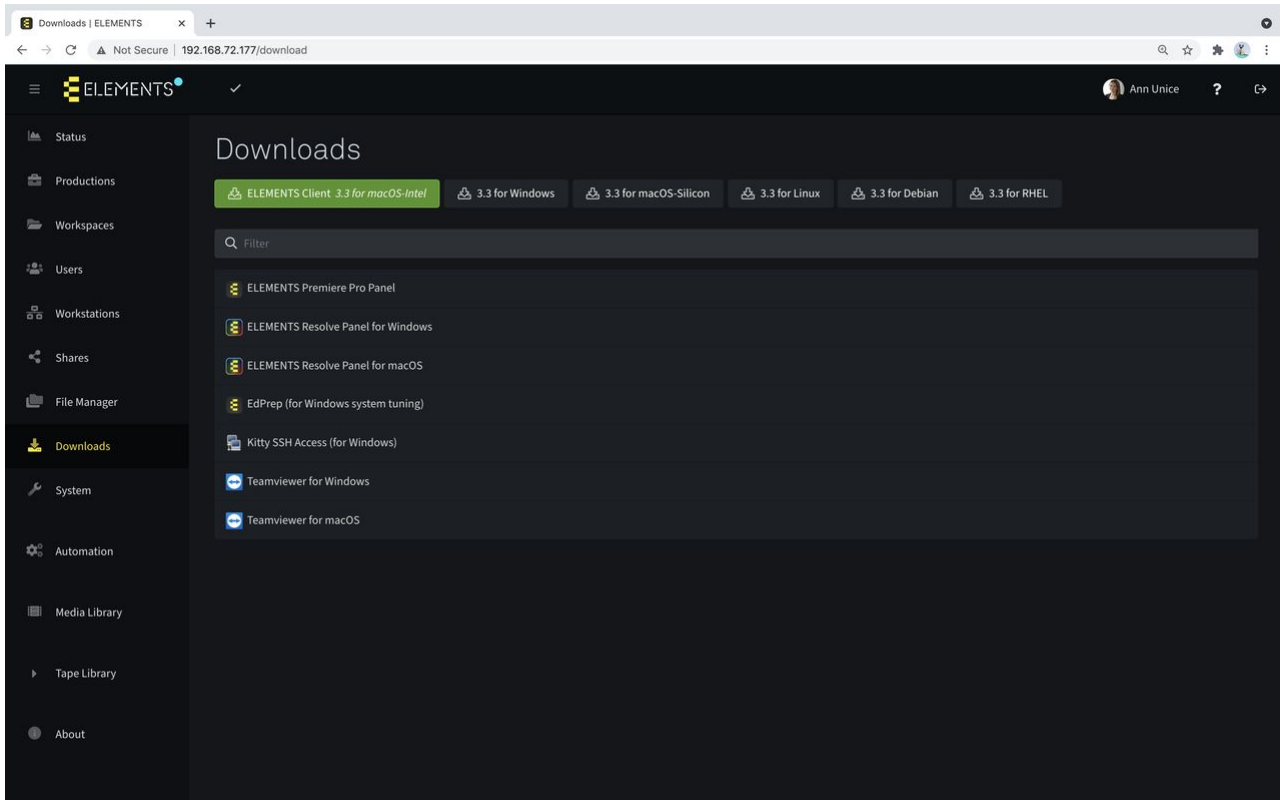 Downloads | ELEMENTS
Not Secure | 192.168.72.177/download
ELEMENTS
Ann Unice
?
Status
Productions
Workspaces
Users
Workstations
Shares
File Manager
Downloads
System
Automation
Media Library
Tape Library
About
Downloads
ELEMENTS Client 3.3 for macOS-Intel
3.3 for Windows
3.3 for macOS-Silicon
3.3 for Linux
3.3 for Debian
3.3 for RHEL
Filter
ELEMENTS Premiere Pro Panel
ELEMENTS Resolve Panel for Windows
ELEMENTS Resolve Panel for macOS
EdPrep (for Windows system tuning)
Kitty SSH Access (for Windows)
Teamviewer for Windows
Teamviewer for macOS